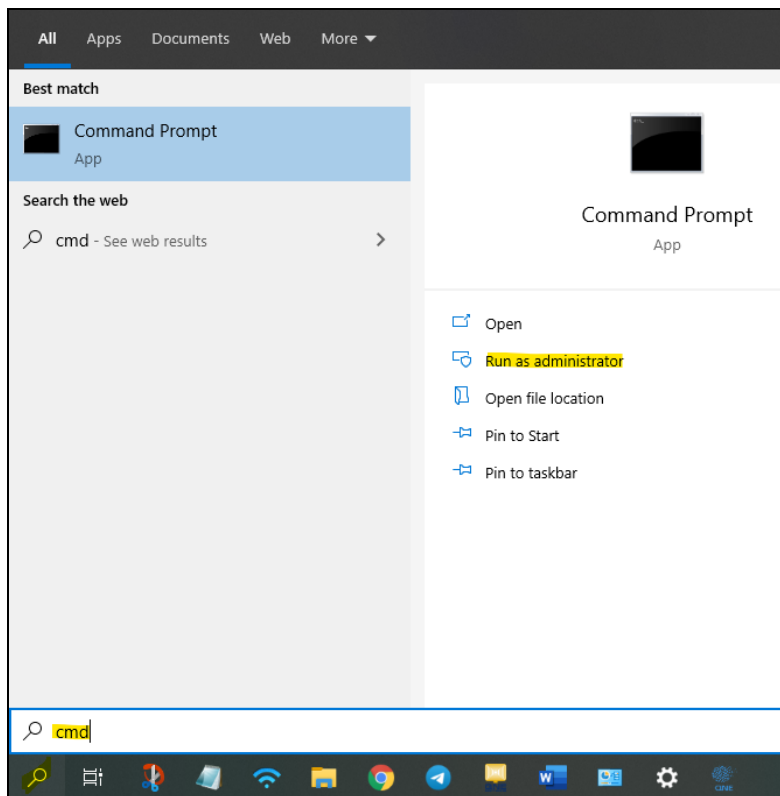 All Apps Documents Web More
Best match
Command Prompt
App
Search the web
cmd - See web results
Command Prompt
App
Open
Run as administrator
Open file location
Pin to Start
Pin to taskbar
cmd